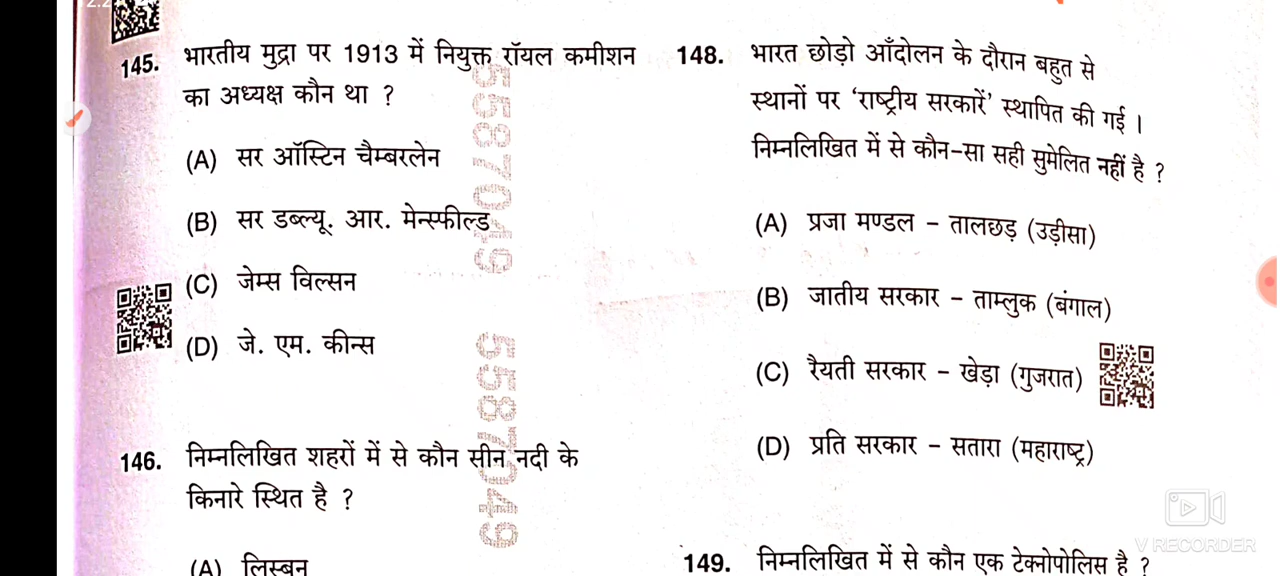 145. भारतीय मुद्रा पर 1913 में नियुक्त रॉयल कमीशन
का अध्यक्ष कौन था ?
(A) सर ऑस्टिन चैम्बरलेन
(B) सर डब्ल्यू. आर. मेन्स्फील्ड
(C) जेम्स विल्सन
(D) जे. एम. कीन्स
146. निम्नलिखित शहरों में से कौन सीन नदी के
किनारे स्थित है ?
(A) लिस्बन
148. भारत छोड़ो आँदोलन के दौरान बहुत से
स्थानों पर ‘राष्ट्रीय सरकारें’ स्थापित की गई ।
निम्नलिखित में से कौन-सा सही सुमेलित नहीं है ?
(A) प्रजा मण्डल - तालछड़ (उड़ीसा)
(B) जातीय सरकार - ताम्लुक (बंगाल)
(C) रैयती सरकार - खेड़ा (गुजरात)
(D) प्रति सरकार - सतारा (महाराष्ट्र)
149. निम्नलिखित में से कौन एक टेक्नोपोलिस है ?
5587049
5587049
V RECORDER